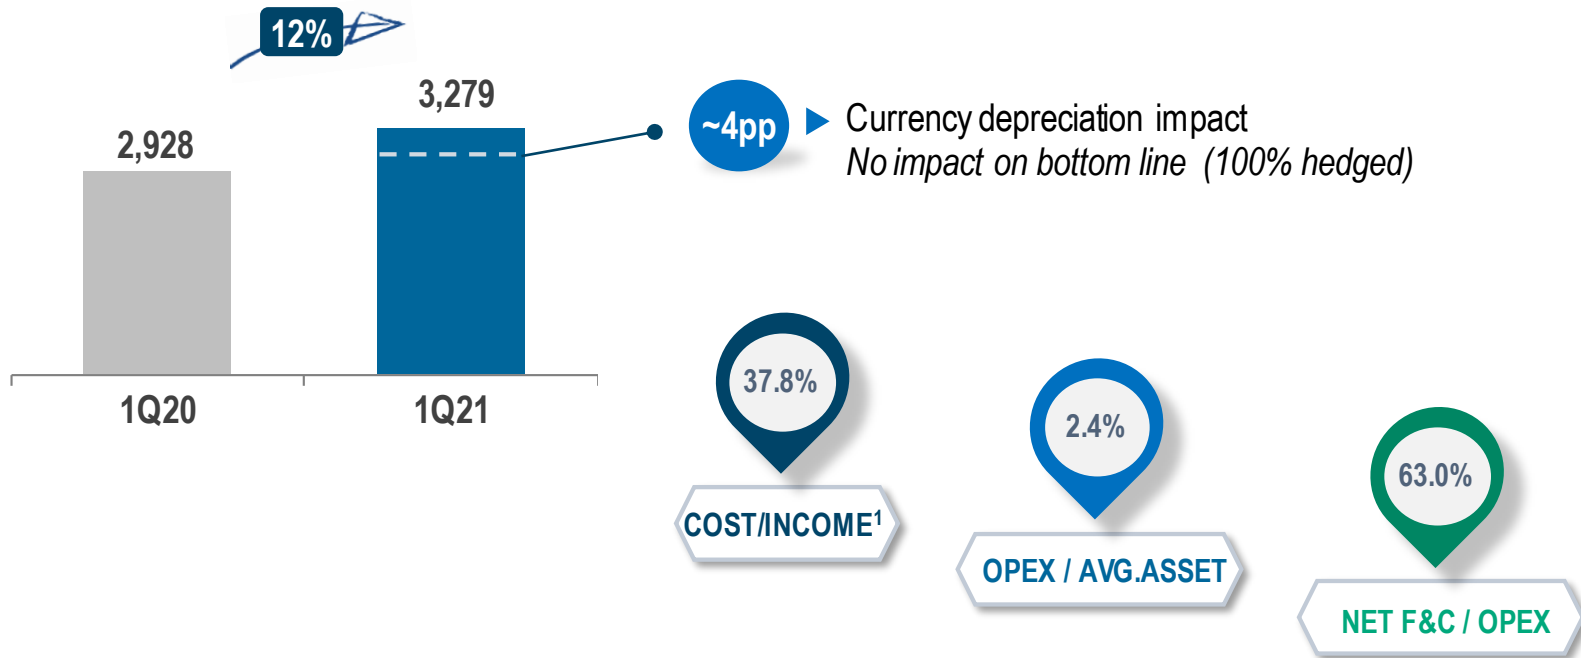 12%
3,279
2,928
1Q20
1Q21
~4pp
Currency depreciation impact
No impact on bottom line (100% hedged)
37.8%
COST/INCOME¹
2.4%
OPEX / AVG.ASSET
63.0%
NET F&C / OPEX